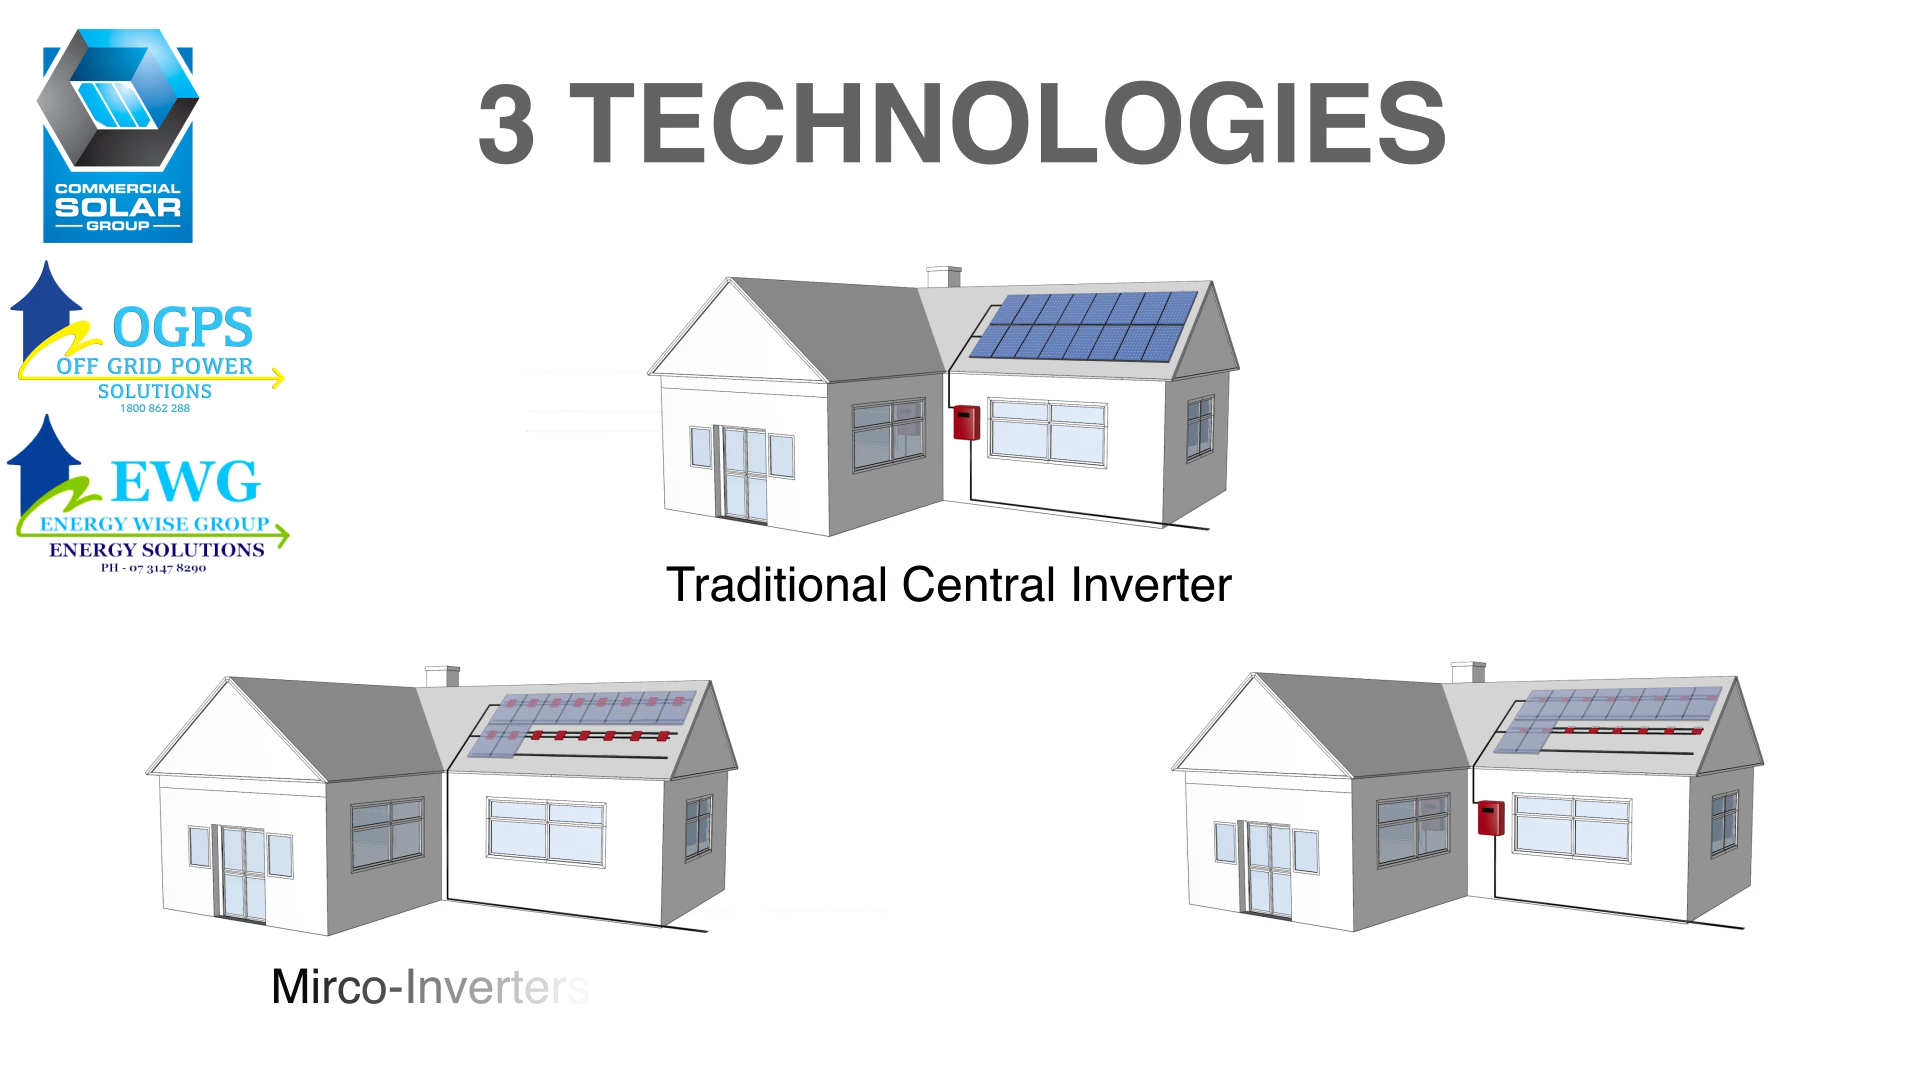 COMMERCIAL
SOLAR
GROUP
3 TECHNOLOGIES
OGPS
OFF GRID POWER
SOLUTIONS
1800 862 288
EWG
ENERGY WISE GROUP
ENERGY SOLUTIONS
PH - 07 3147 8290
Traditional Central Inverter
Mirco-Inverters